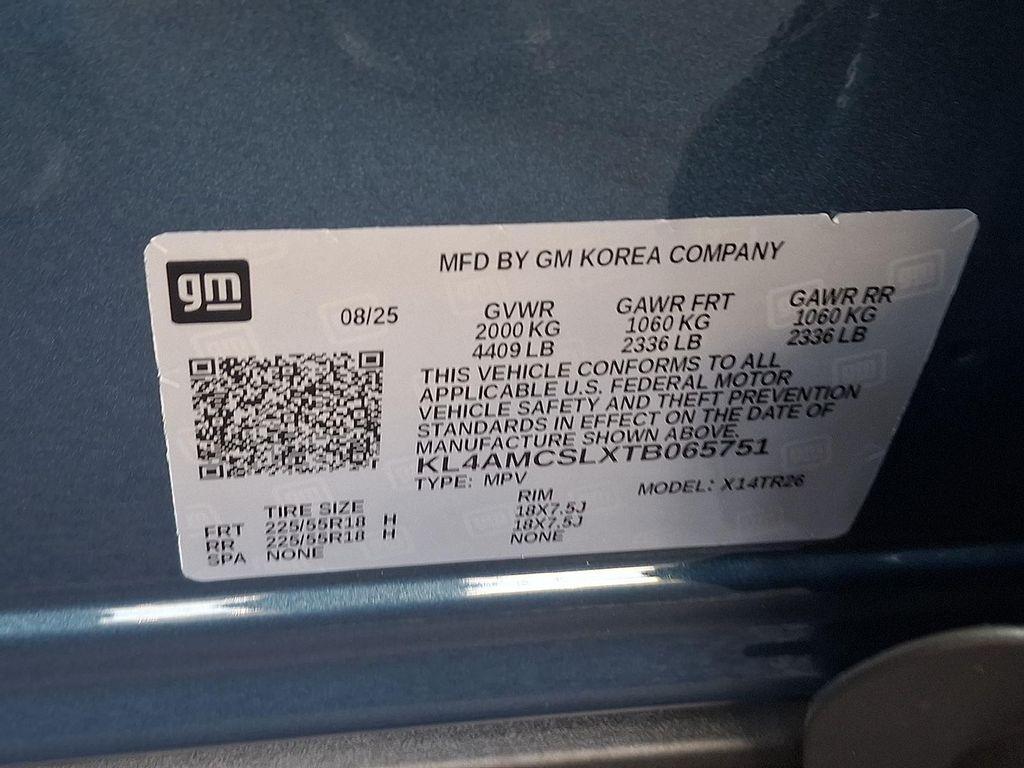 gm
MFD BY GM KOREA COMPANY
08/25 GVWR GAWR FRT GAWR RR
2000 KG 1060 KG 1060 KG
4409 LB 2336 LB 2336 LB
THIS VEHICLE CONFORMS TO ALL
APPLICABLE U.S. FEDERAL MOTOR
VEHICLE SAFETY AND THEFT PREVENTION
STANDARDS IN EFFECT ON THE DATE OF
MANUFACTURE SHOWN ABOVE.
KL4AMCSLXTB065751
TYPE: MPV MODEL: X14TR26
TIRE SIZE RIM
FRT 225/55R18 H 18X7.5J
RR 225/55R18 H 18X7.5J
SPA NONE NONE